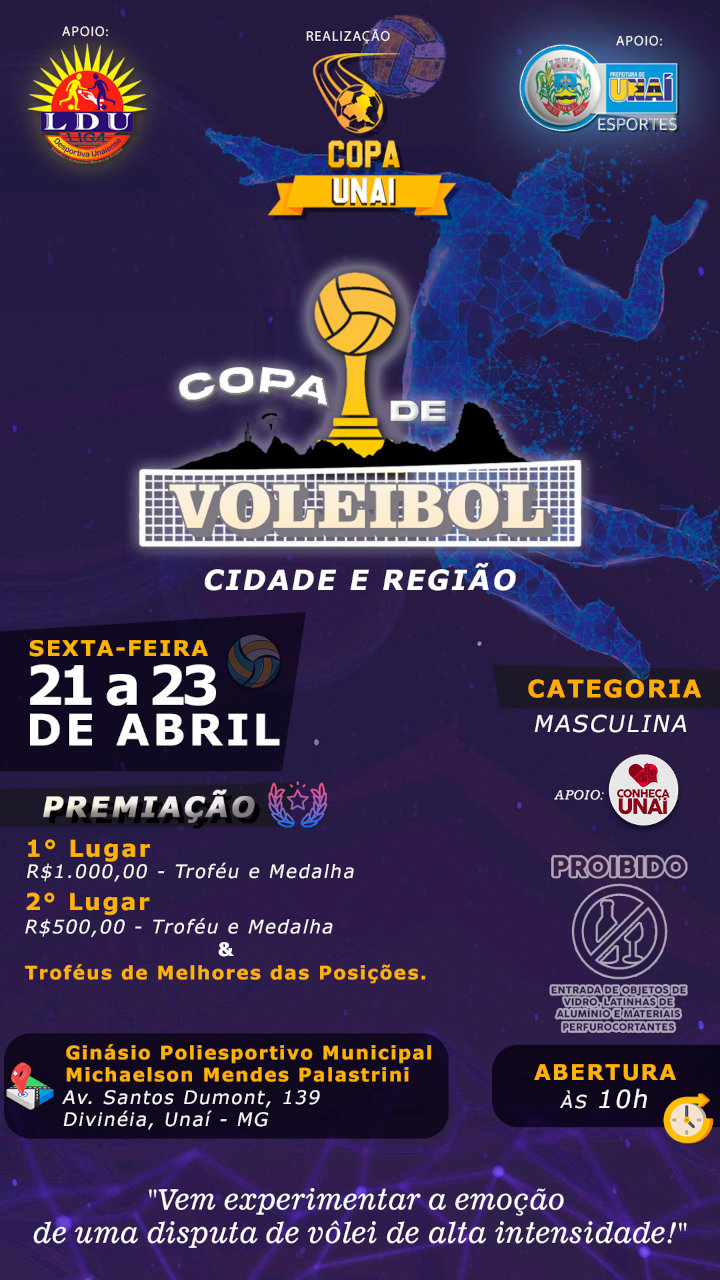 APOIO:
REALIZAÇÃO
APOIO:
LDU
LIGA
Desportiva Unaiense
COPA
UNAI
PREFEITURA DE
UNAÍ
ESPORTES
COPA
DE
VOLEIBOL
CIDADE E REGIÃO
SEXTA-FEIRA
21 a 23
DE ABRIL
CATEGORIA
MASCULINA
APOIO:
CONHEÇA
UNAÍ
PREMIAÇÃO
1° Lugar
R$1.000,00 - Troféu e Medalha
2° Lugar
R$500,00 - Troféu e Medalha
&
Troféus de Melhores das Posições.
PROIBIDO
ENTRADA DE OBJETOS DE
VIDRO, LATINHAS DE
ALUMÍNIO E MATERIAIS
PERFUROCORTANTES
Ginásio Poliesportivo Municipal
Michaelson Mendes Palastrini
Av. Santos Dumont, 139
Divinéia, Unaí - MG
ABERTURA
ÀS 10h
"Vem experimentar a emoção
de uma disputa de vôlei de alta intensidade!"